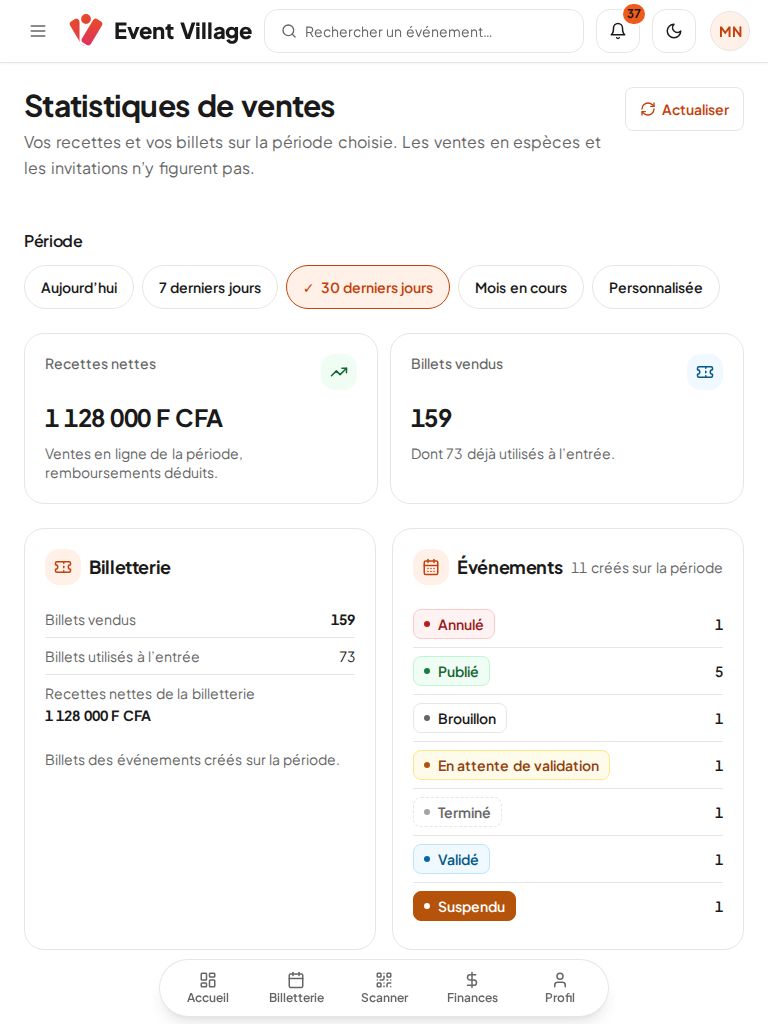 Event Village
Rechercher un événement…
37
MN
Statistiques de ventes
Actualiser
Vos recettes et vos billets sur la période choisie. Les ventes en espèces et
les invitations n’y figurent pas.
Période
Aujourd’hui
7 derniers jours
✓ 30 derniers jours
Mois en cours
Personnalisée
Recettes nettes
1 128 000 F CFA
Ventes en ligne de la période,
remboursements déduits.
Billets vendus
159
Dont 73 déjà utilisés à l’entrée.
Billetterie
Billets vendus 159
Billets utilisés à l’entrée 73
Recettes nettes de la billetterie
1 128 000 F CFA
Billets des événements créés sur la période.
Événements 11 créés sur la période
Annulé 1
Publié 5
Brouillon 1
En attente de validation 1
Terminé 1
Validé 1
Suspendu 1
Accueil
Billetterie
Scanner
Finances
Profil